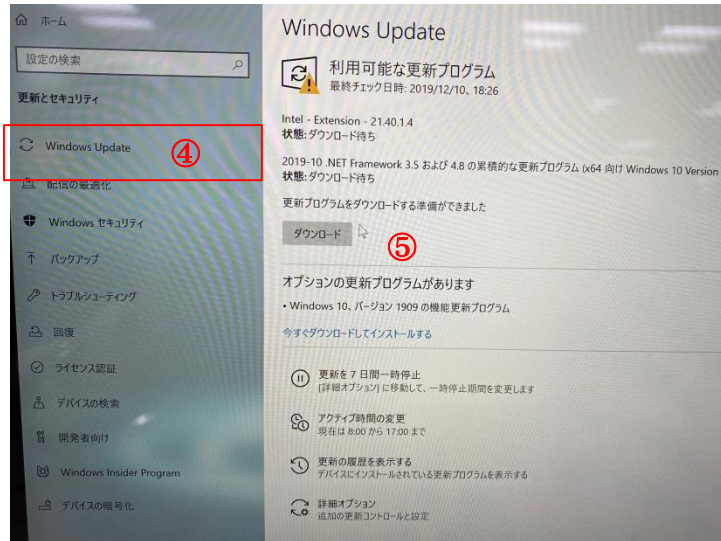 ホーム
設定の検索
更新とセキュリティ
Windows Update
④
配信の最適化
Windows セキュリティ
バックアップ
トラブルシューティング
回復
ライセンス認証
デバイスの検索
開発者向け
Windows Insider Program
デバイスの暗号化
Windows Update
利用可能な更新プログラム
最終チェック日時: 2019/12/10、18:26
Intel - Extension - 21.40.1.4
状態: ダウンロード待ち
2019-10 .NET Framework 3.5 および 4.8 の累積的な更新プログラム (x64 向け Windows 10 Version
状態: ダウンロード待ち
更新プログラムをダウンロードする準備ができました
ダウンロード
⑤
オプションの更新プログラムがあります
• Windows 10、バージョン 1909 の機能更新プログラム
今すぐダウンロードしてインストールする
更新を 7 日間一時停止
[詳細オプション] に移動して、一時停止期間を変更します
アクティブ時間の変更
現在は 8:00 から 17:00 まで
更新の履歴を表示する
デバイスにインストールされている更新プログラムを表示する
詳細オプション
追加の更新コントロールと設定